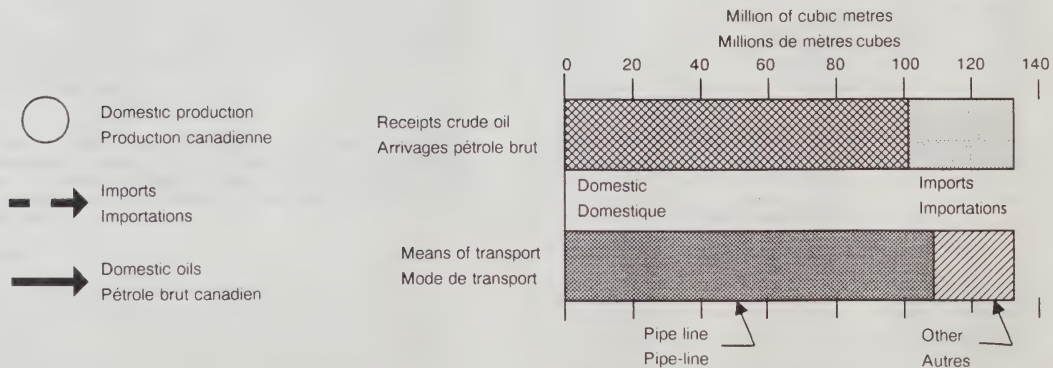 Million of cubic metres
Millions de mètres cubes
0 20 40 60 80 100 120 140
Domestic production
Production canadienne
Imports
Importations
Domestic oils
Pétrole brut canadien
Receipts crude oil
Arrivages pétrole brut
Domestic
Domestique
Imports
Importations
Means of transport
Mode de transport
Pipe line
Pipe-line
Other
Autres